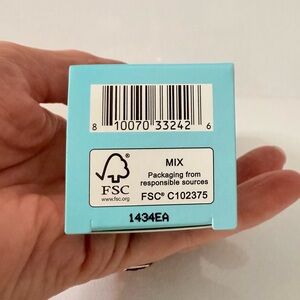 8 10070 33242 6
MIX
Packaging from
responsible sources
FSC
www.fsc.org
FSC® C102375
1434EA